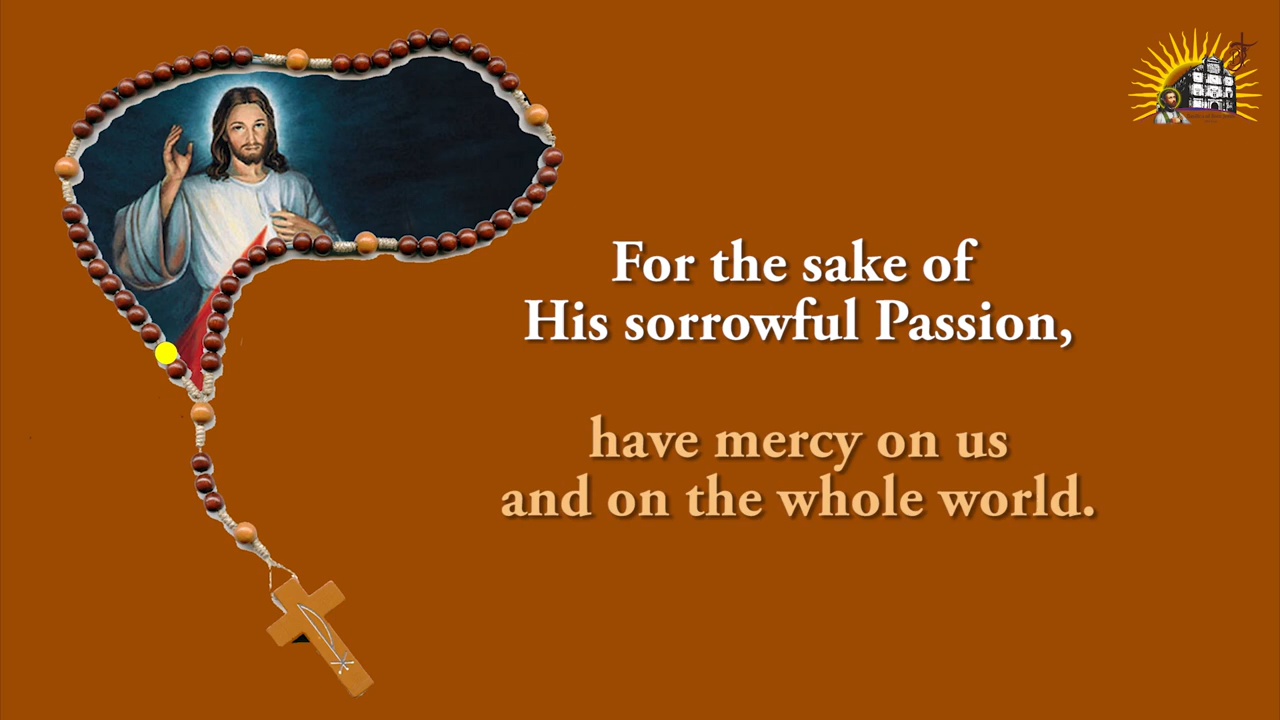 For the sake of
His sorrowful Passion,
have mercy on us
and on the whole world.